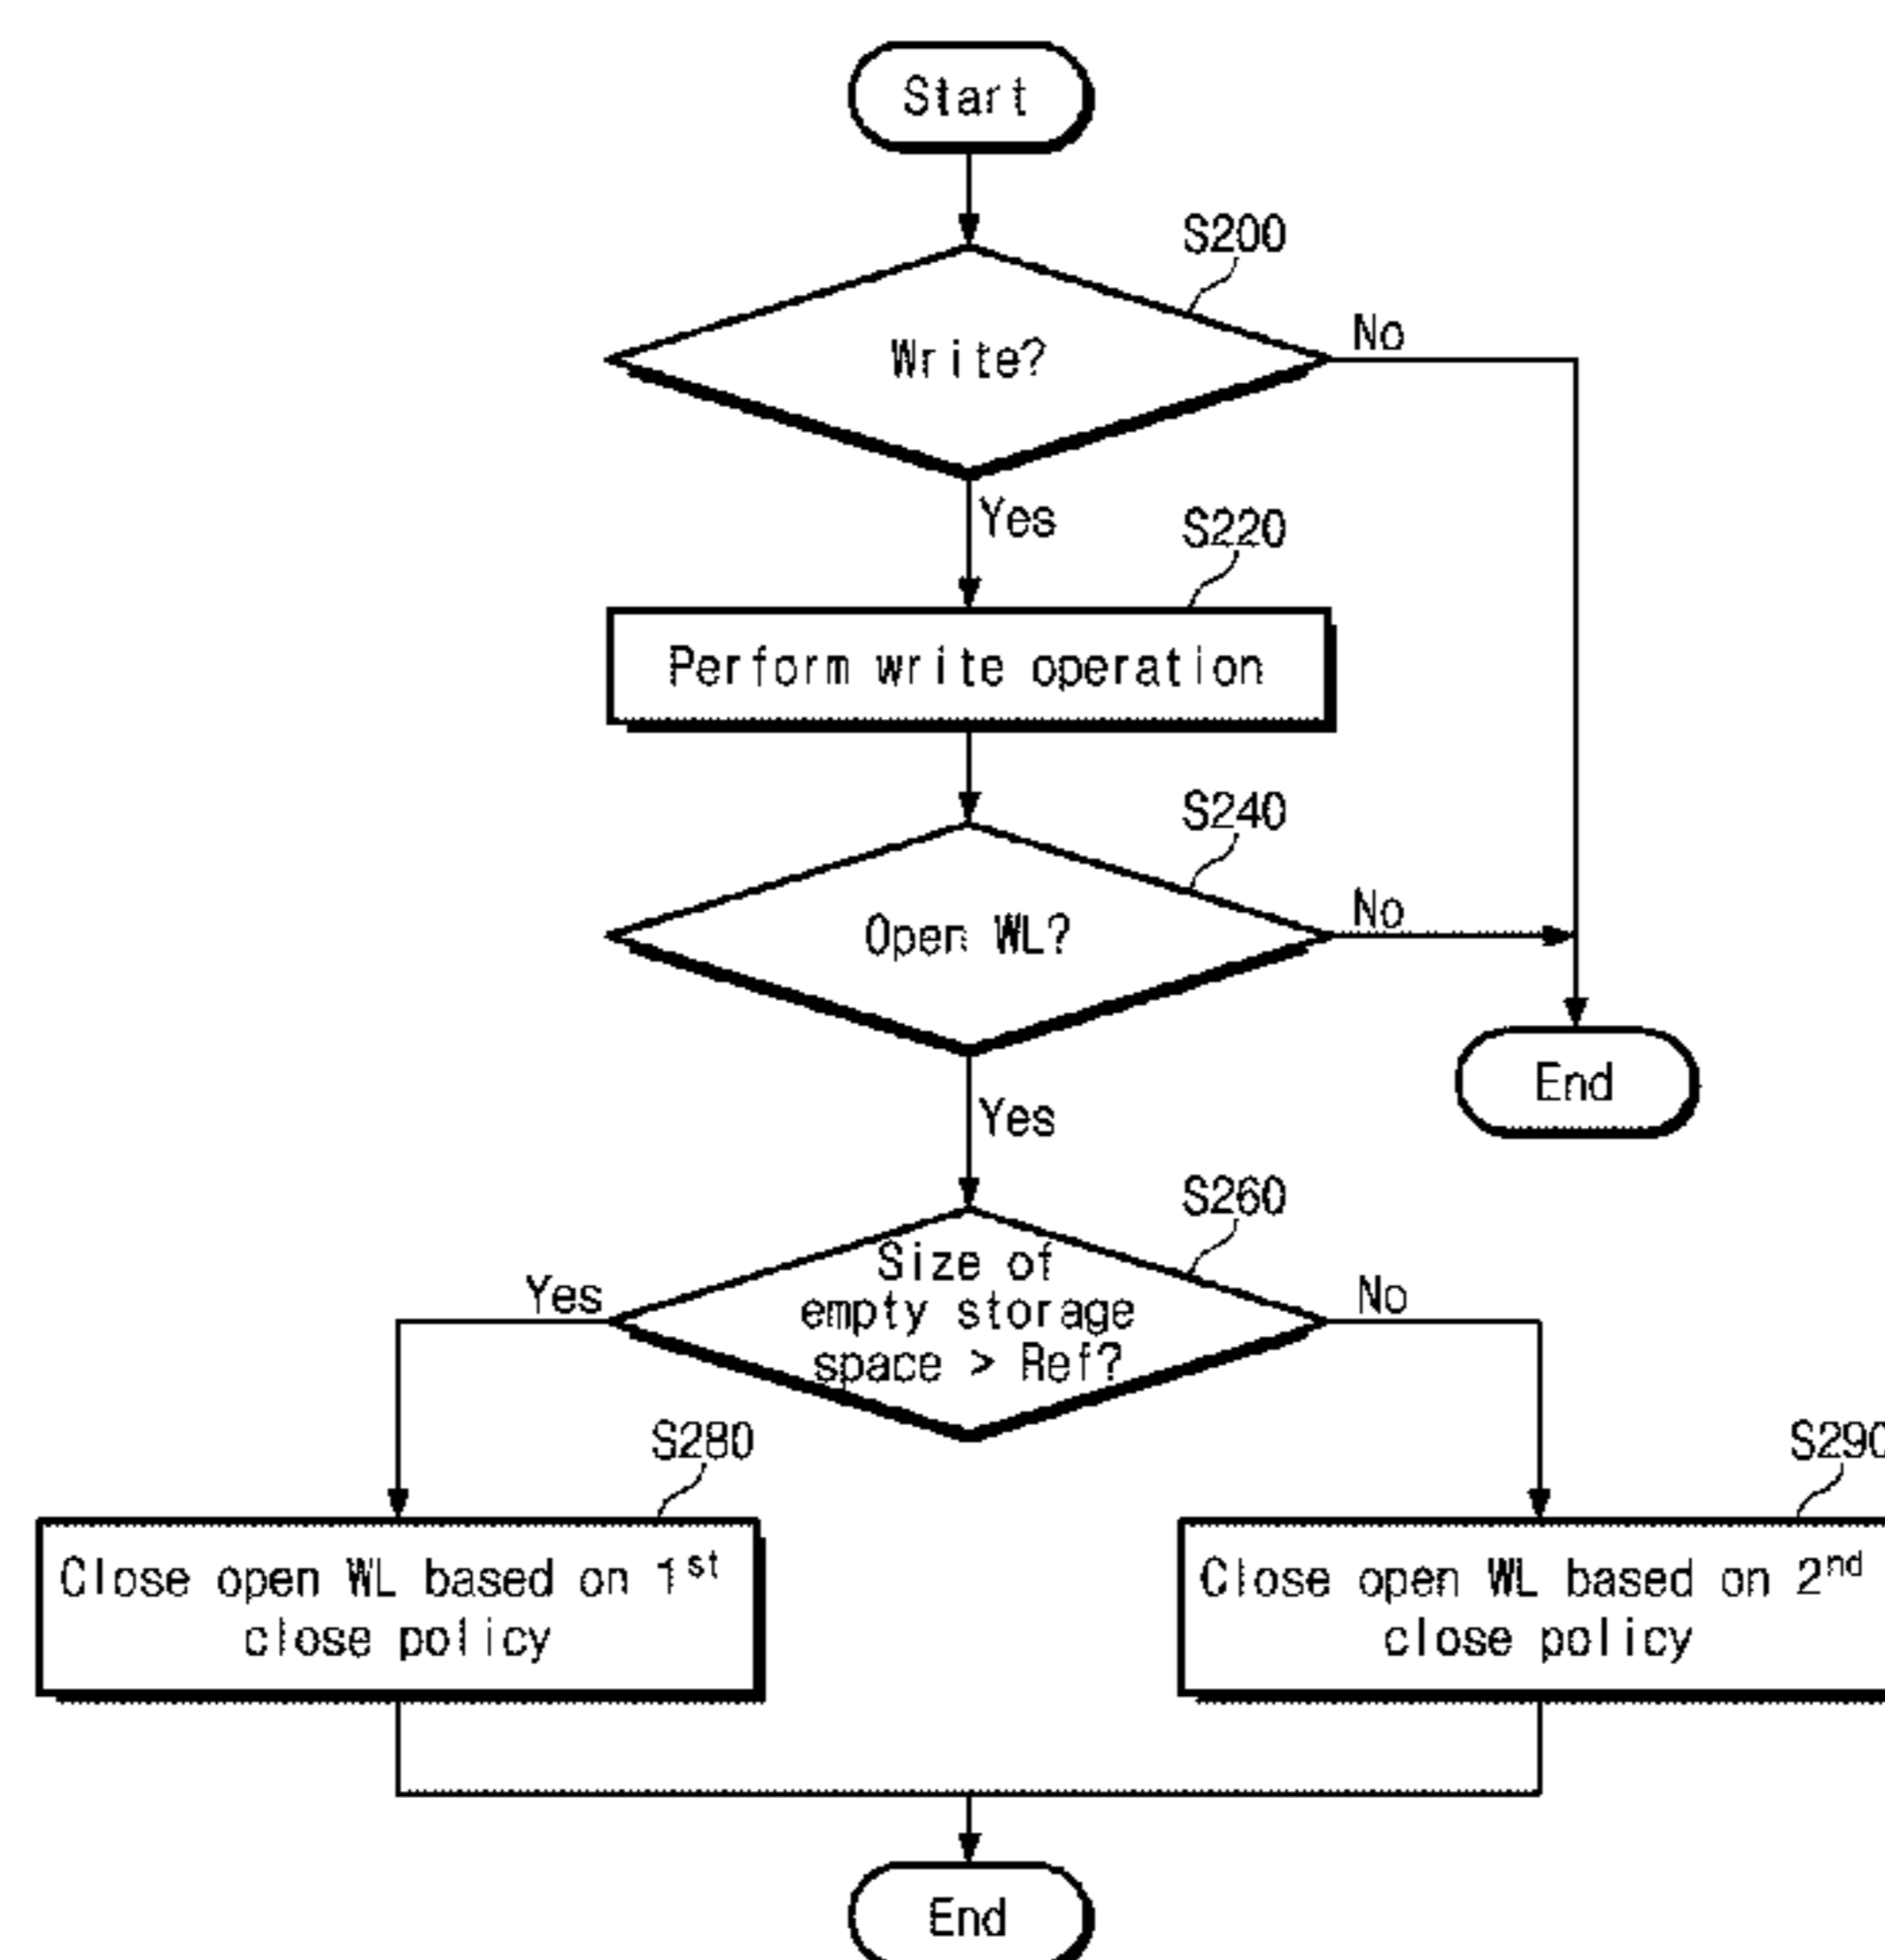 Start
S200
Write?
No
Yes
S220
Perform write operation
S240
Open WL?
No
End
Yes
S260
Size of
empty storage
space > Ref?
Yes
No
S280
S290
Close open WL based on 1st
close policy
Close open WL based on 2nd
close policy
End